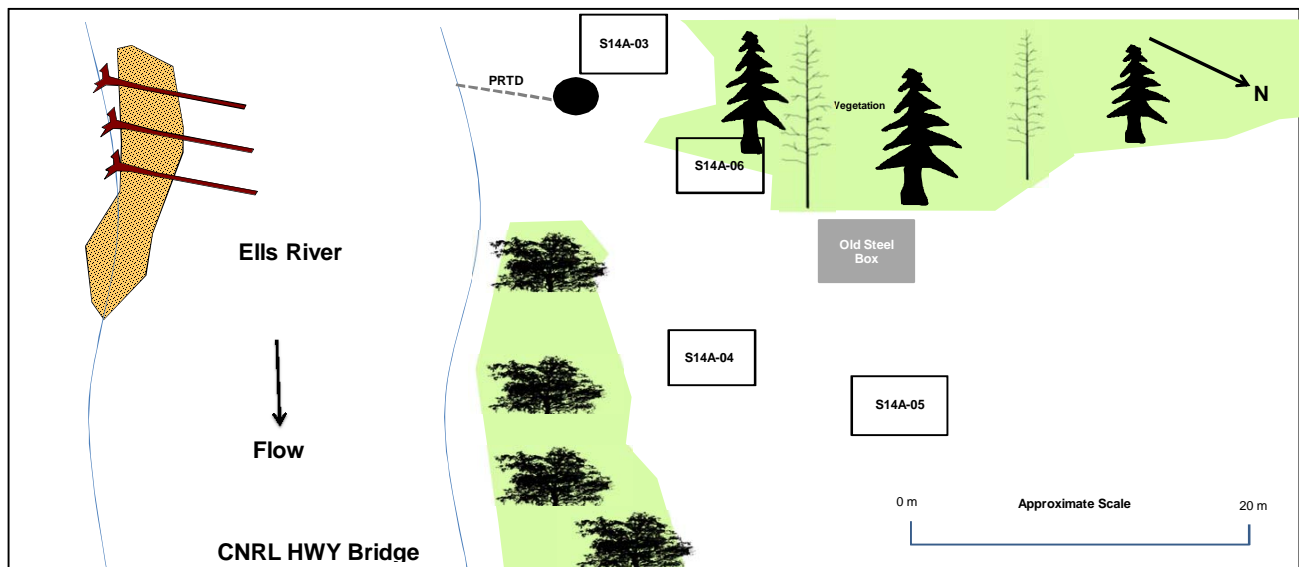 S14A-03
PRTD
Vegetation
N
S14A-06
Ells River
Old Steel
Box
S14A-04
S14A-05
Flow
0 m
Approximate Scale
20 m
CNRL HWY Bridge